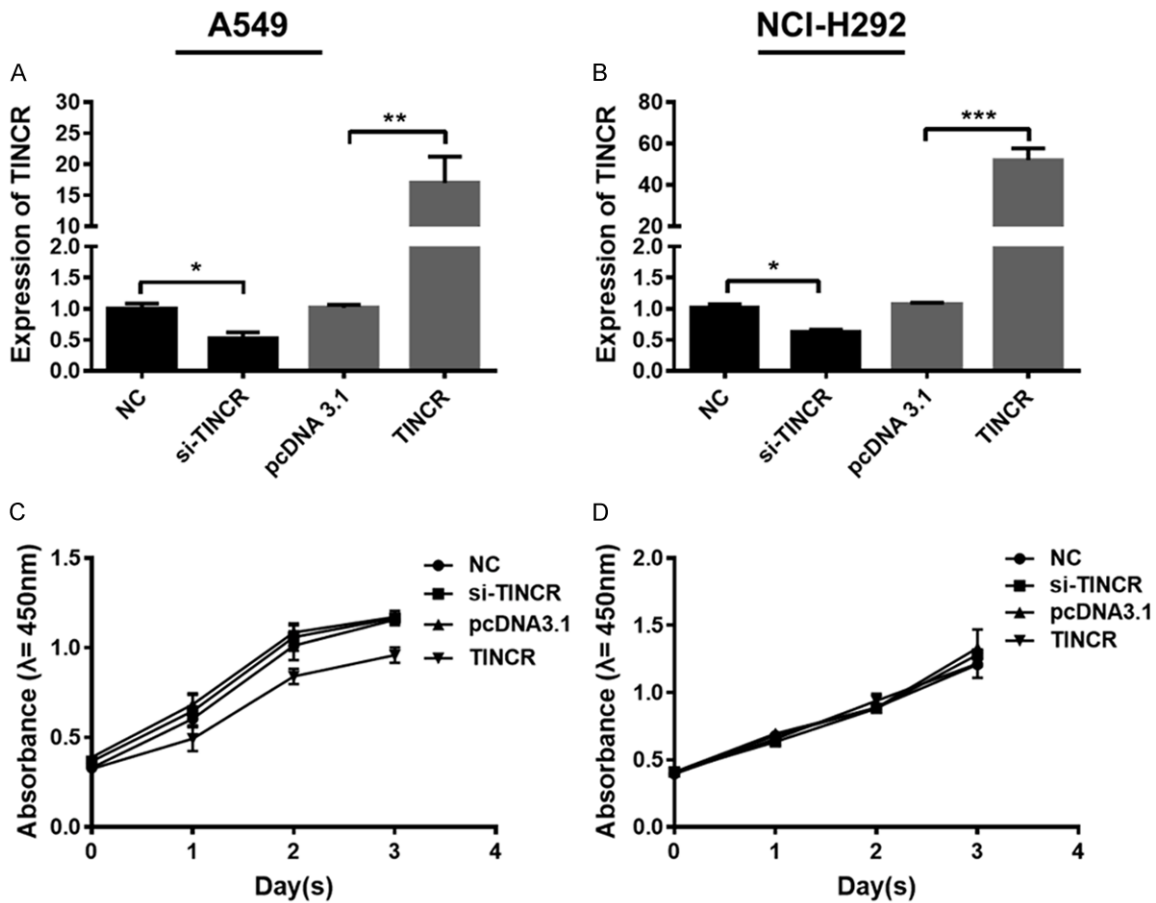 A549
NCI-H292
A
Expression of TINCR
30
25
20
15
10
2.0
1.5
1.0
0.5
0.0
*
**
NC
si-TINCR
pcDNA 3.1
TINCR
B
Expression of TINCR
80
60
40
20
2.0
1.5
1.0
0.5
0.0
*
***
NC
si-TINCR
pcDNA 3.1
TINCR
C
Absorbance (λ= 450nm)
1.5
1.0
0.5
0.0
0 1 2 3 4
Day(s)
NC
si-TINCR
pcDNA3.1
TINCR
D
Absorbance (λ= 450nm)
2.0
1.5
1.0
0.5
0.0
0 1 2 3 4
Day(s)
NC
si-TINCR
pcDNA3.1
TINCR